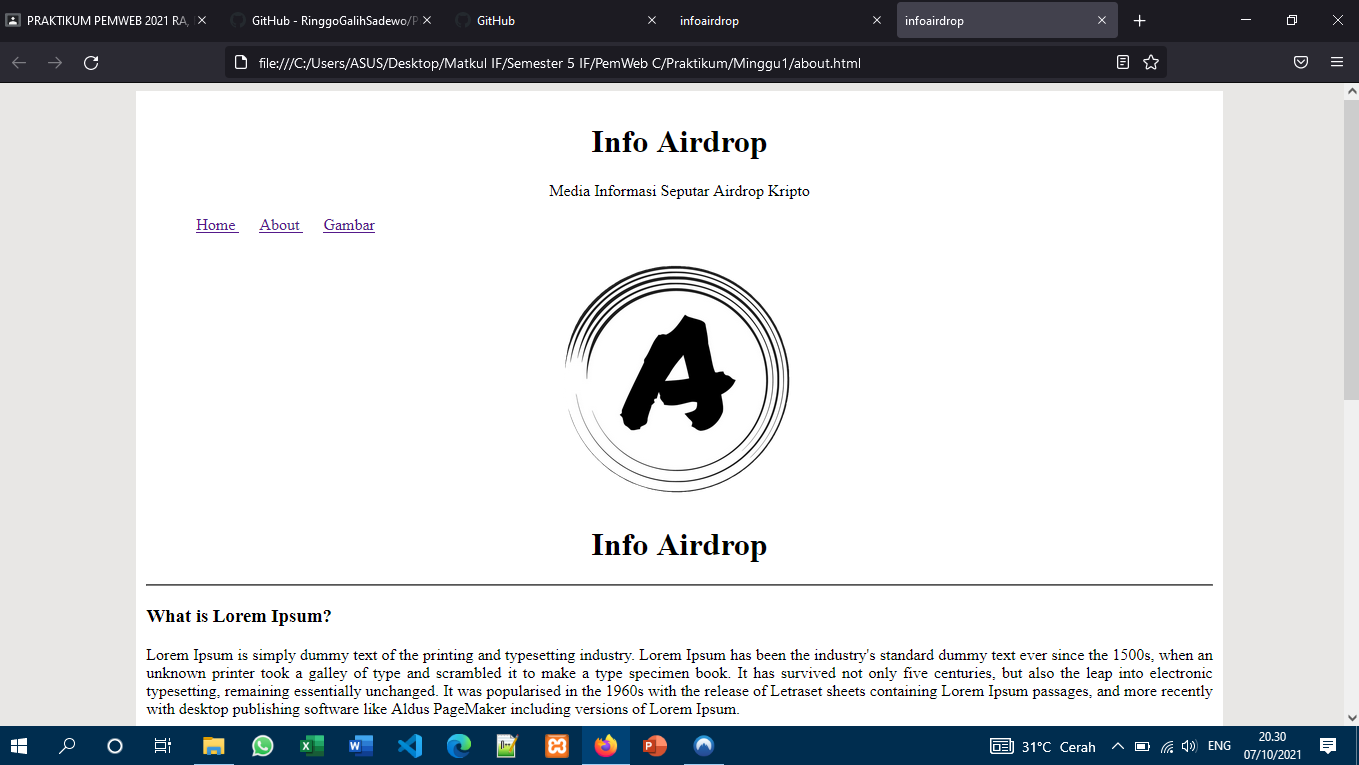 PRAKTIKUM PEMWEB 2021 RA,
GitHub - RinggoGalihSadewo/P
GitHub
infoairdrop
infoairdrop
file:///C:/Users/ASUS/Desktop/Matkul IF/Semester 5 IF/PemWeb C/Praktikum/Minggu1/about.html
Info Airdrop
Media Informasi Seputar Airdrop Kripto
Home About Gambar
A
Info Airdrop
What is Lorem Ipsum?
Lorem Ipsum is simply dummy text of the printing and typesetting industry. Lorem Ipsum has been the industry's standard dummy text ever since the 1500s, when an
unknown printer took a galley of type and scrambled it to make a type specimen book. It has survived not only five centuries, but also the leap into electronic
typesetting, remaining essentially unchanged. It was popularised in the 1960s with the release of Letraset sheets containing Lorem Ipsum passages, and more recently
with desktop publishing software like Aldus PageMaker including versions of Lorem Ipsum.
31°C Cerah
ENG
20.30
07/10/2021